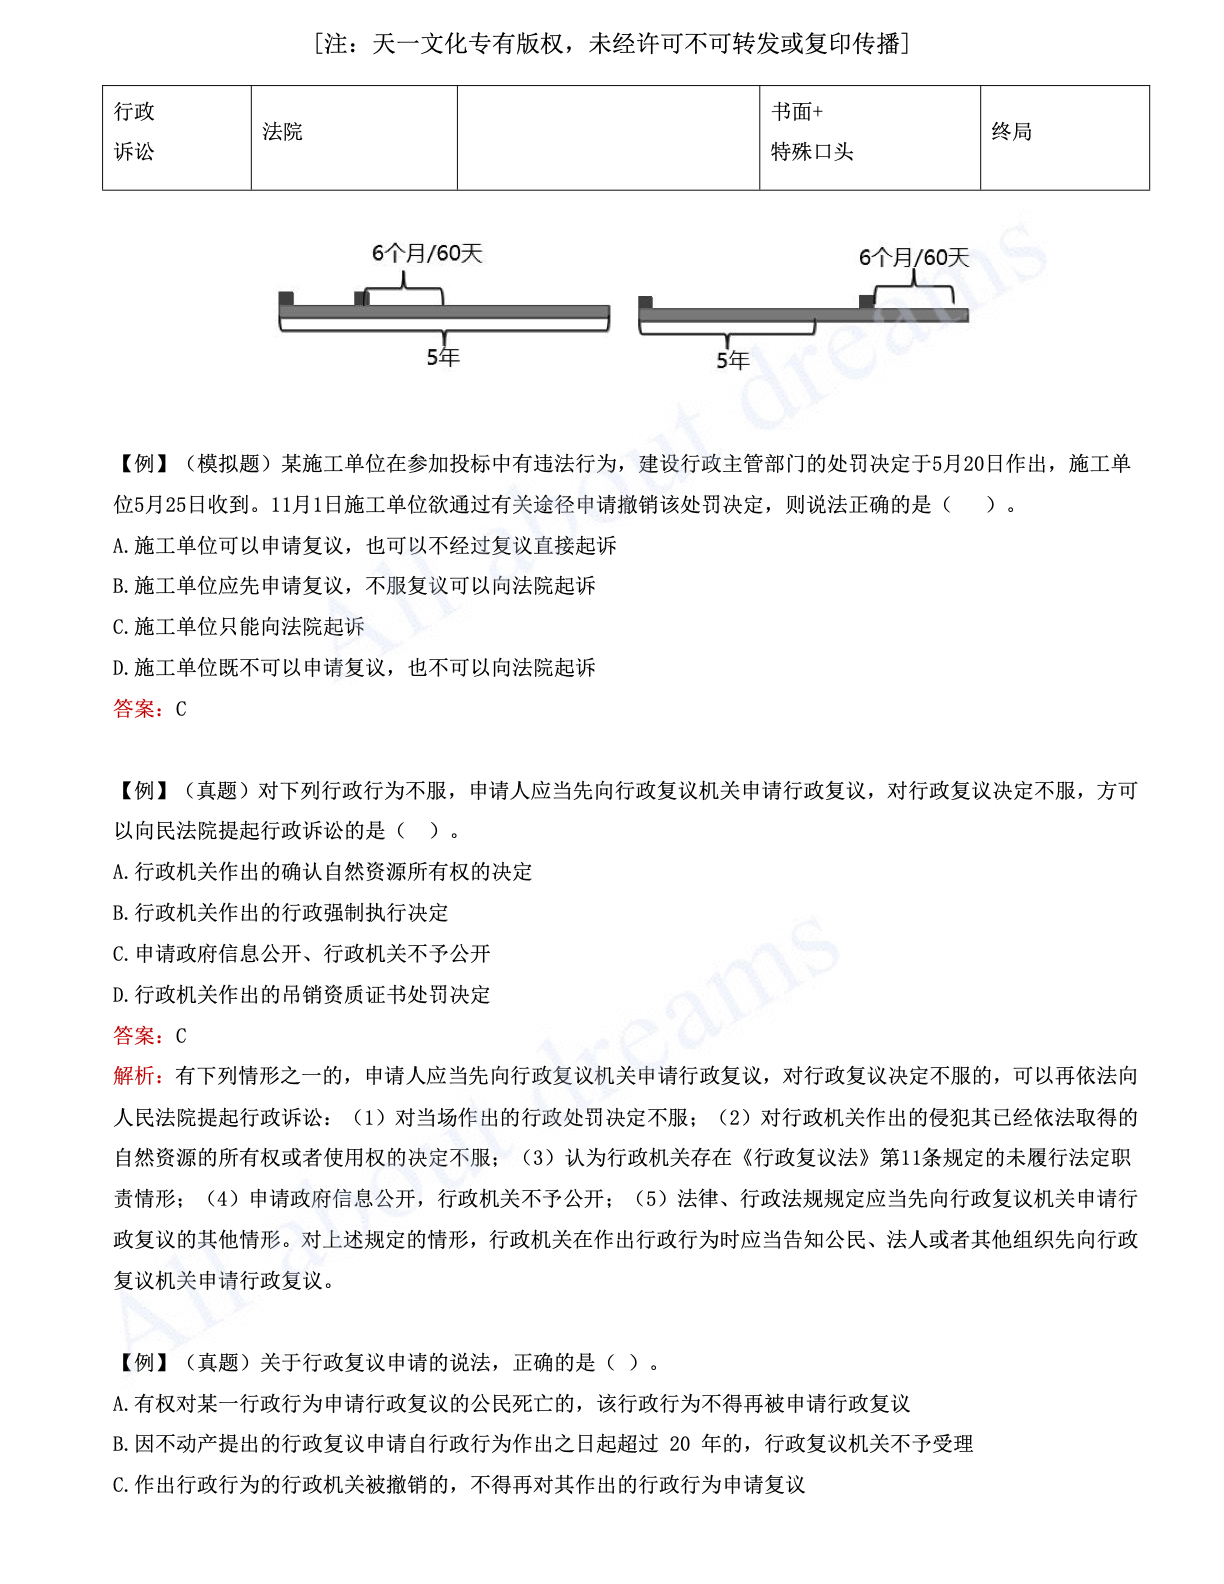 [注：天一文化专有版权，未经许可不可转发或复印传播]
行政
诉讼
法院
书面+
特殊口头
终局
6个月/60天
5年
6个月/60天
5年
【例】（模拟题）某施工单位在参加投标中有违法行为，建设行政主管部门的处罚决定于5月20日作出，施工单
位5月25日收到。11月1日施工单位欲通过有关途径申请撤销该处罚决定，则说法正确的是（　）。
A.施工单位可以申请复议，也可以不经过复议直接起诉
B.施工单位应先申请复议，不服复议可以向法院起诉
C.施工单位只能向法院起诉
D.施工单位既不可以申请复议，也不可以向法院起诉
答案：C
【例】（真题）对下列行政行为不服，申请人应当先向行政复议机关申请行政复议，对行政复议决定不服，方可
以向民法院提起行政诉讼的是（　）。
A.行政机关作出的确认自然资源所有权的决定
B.行政机关作出的行政强制执行决定
C.申请政府信息公开、行政机关不予公开
D.行政机关作出的吊销资质证书处罚决定
答案：C
解析：有下列情形之一的，申请人应当先向行政复议机关申请行政复议，对行政复议决定不服的，可以再依法向
人民法院提起行政诉讼：（1）对当场作出的行政处罚决定不服；（2）对行政机关作出的侵犯其已经依法取得的
自然资源的所有权或者使用权的决定不服；（3）认为行政机关存在《行政复议法》第11条规定的未履行法定职
责情形；（4）申请政府信息公开，行政机关不予公开；（5）法律、行政法规规定应当先向行政复议机关申请行
政复议的其他情形。对上述规定的情形，行政机关在作出行政行为时应当告知公民、法人或者其他组织先向行政
复议机关申请行政复议。
【例】（真题）关于行政复议申请的说法，正确的是（ ）。
A.有权对某一行政行为申请行政复议的公民死亡的，该行政行为不得再被申请行政复议
B.因不动产提出的行政复议申请自行政行为作出之日起超过 20 年的，行政复议机关不予受理
C.作出行政行为的行政机关被撤销的，不得再对其作出的行政行为申请复议
All about dreams
All about dreams